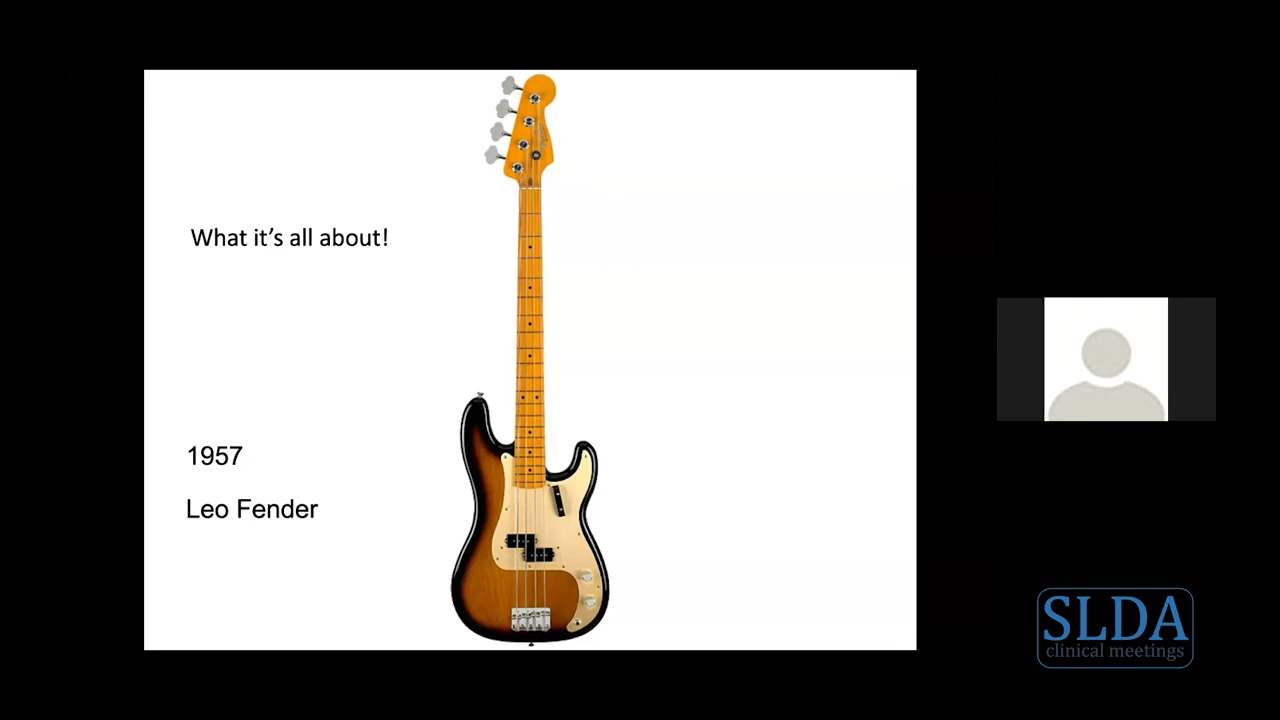 What it's all about!
1957
Leo Fender
SLDA
clinical meetings